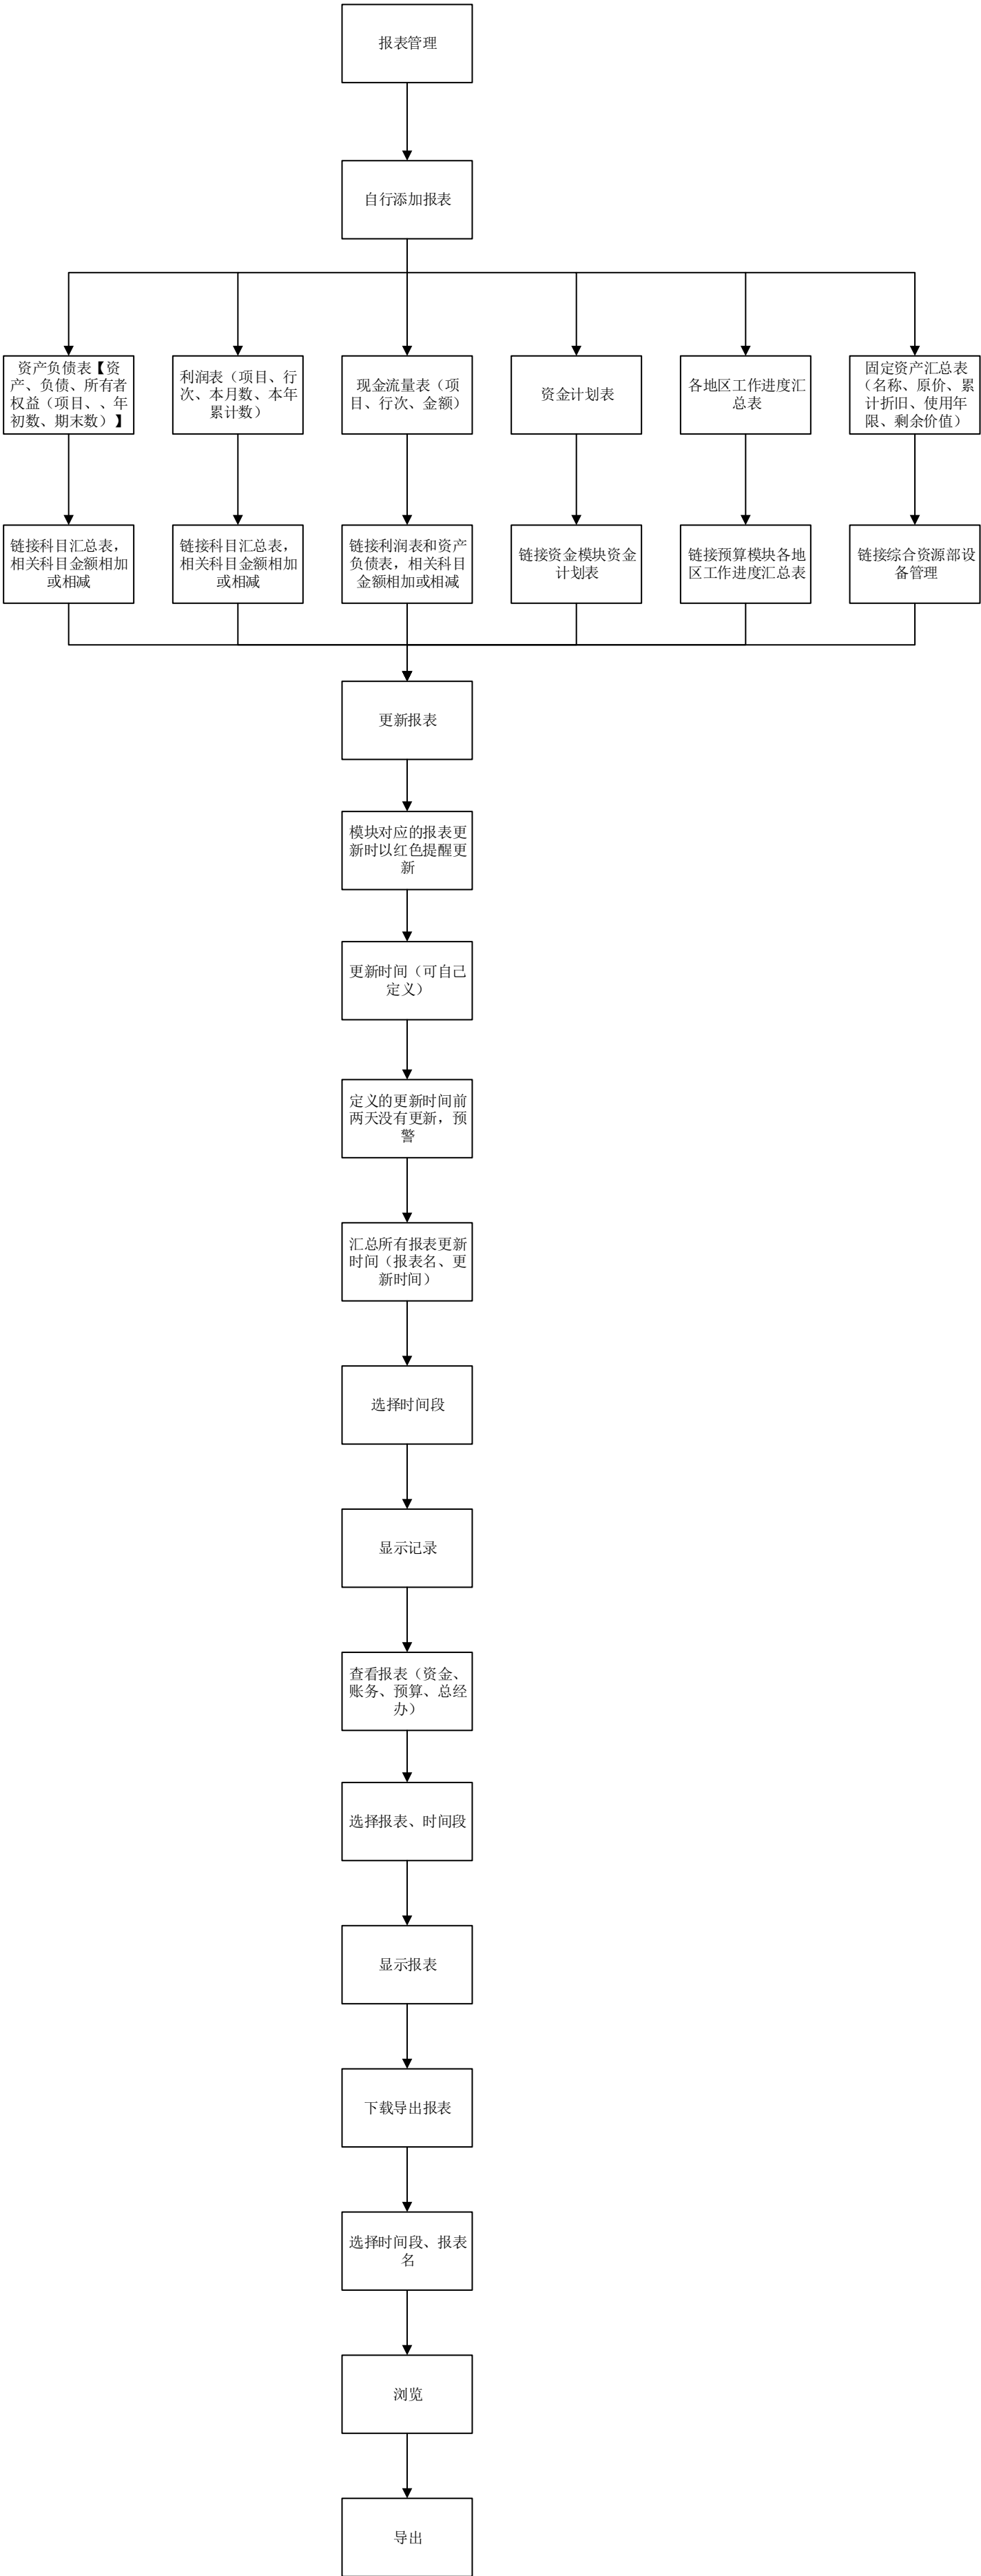 报表管理
自行添加报表
资产负债表【资
产、负债、所有者
权益（项目、、年
初数、期末数）】
利润表（项目、行
次、本月数、本年
累计数）
现金流量表（项
目、行次、金额）
资金计划表
各地区工作进度汇
总表
固定资产汇总表
（名称、原价、累
计折旧、使用年
限、剩余价值）
链接科目汇总表，
相关科目金额相加
或相减
链接科目汇总表，
相关科目金额相加
或相减
链接利润表和资产
负债表，相关科目
金额相加或相减
链接资金模块资金
计划表
链接预算模块各地
区工作进度汇总表
链接综合资源部设
备管理
更新报表
模块对应的报表更
新时以红色提醒更
新
更新时间（可自己
定义）
定义的更新时间前
两天没有更新，预
警
汇总所有报表更新
时间（报表名、更
新时间）
选择时间段
显示记录
查看报表（资金、
账务、预算、总经
办）
选择报表、时间段
显示报表
下载导出报表
选择时间段、报表
名
浏览
导出